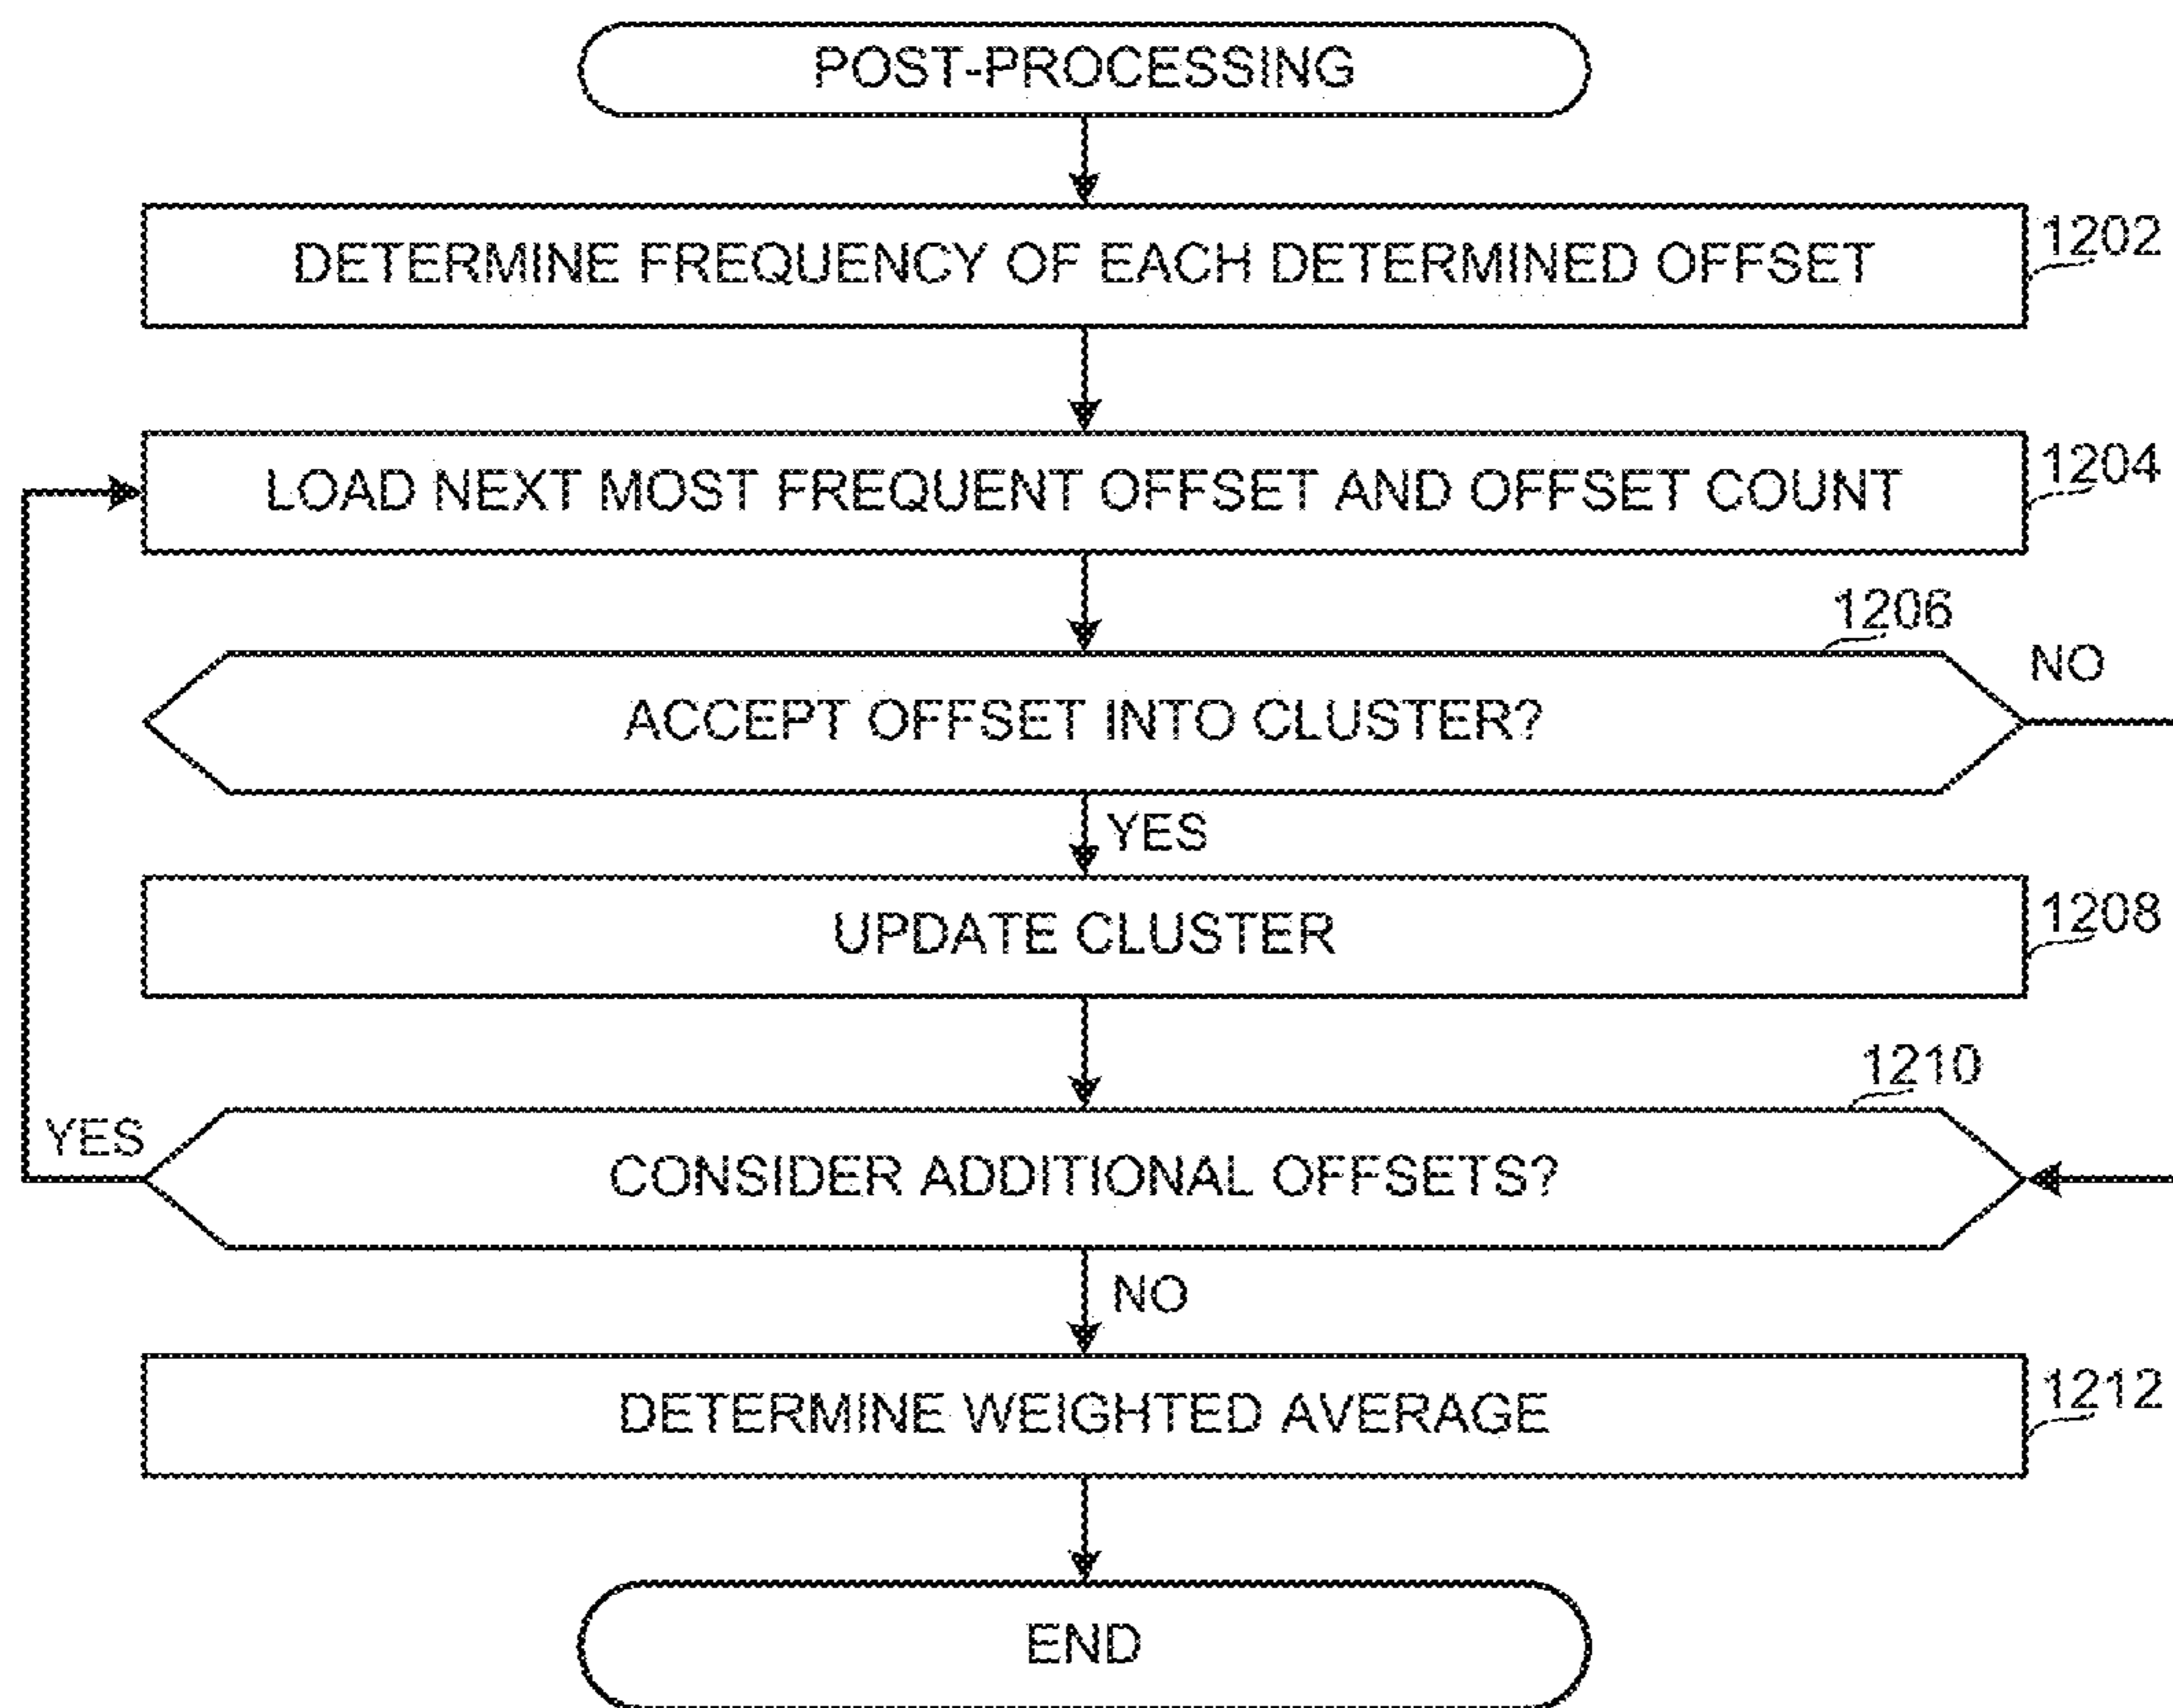 POST-PROCESSING
DETERMINE FREQUENCY OF EACH DETERMINED OFFSET
1202
LOAD NEXT MOST FREQUENT OFFSET AND OFFSET COUNT
1204
1206
NO
ACCEPT OFFSET INTO CLUSTER?
YES
UPDATE CLUSTER
1208
1210
YES
CONSIDER ADDITIONAL OFFSETS?
NO
DETERMINE WEIGHTED AVERAGE
1212
END